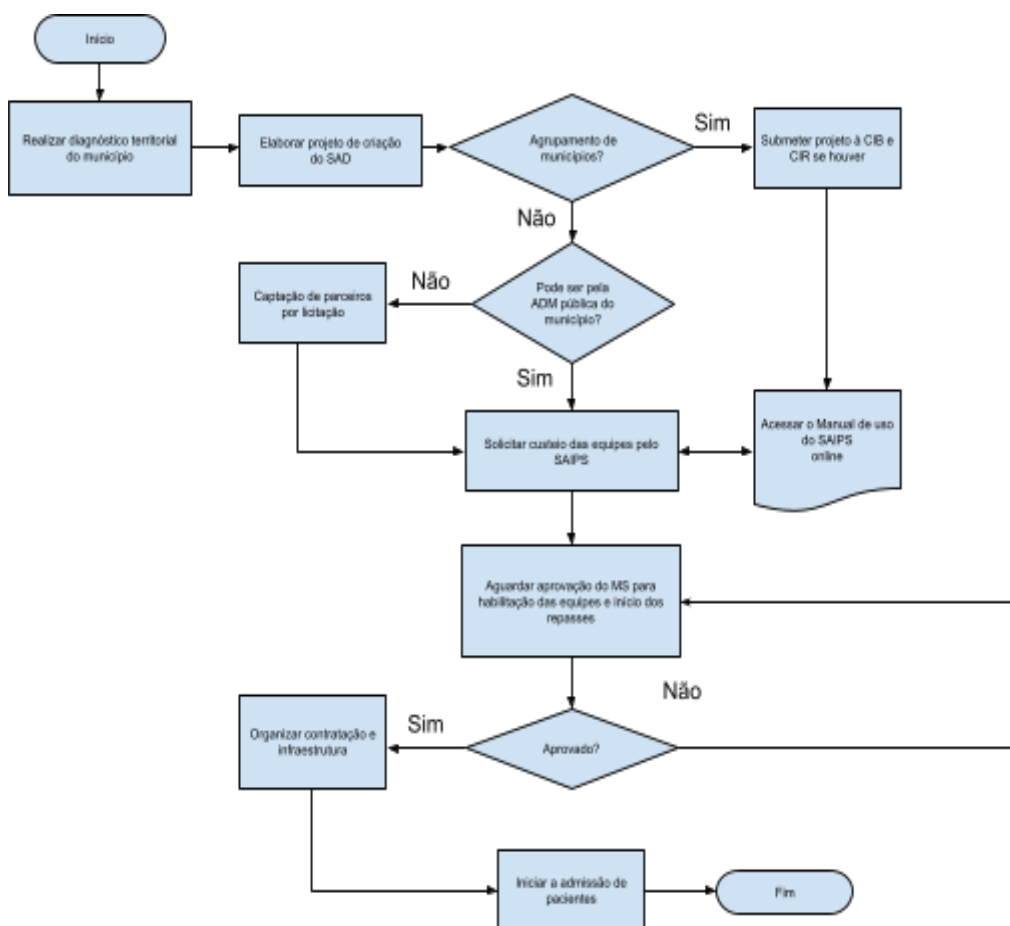 Início
Realizar diagnóstico territorial
do município
Elaborar projeto de criação
do SAD
Agrupamento de
municípios?
Sim
Submeter projeto à CIB e
CIR se houver
Não
Pode ser pela
ADM pública do
município?
Não
Captação de parceiros
por licitação
Sim
Solicitar custeio das equipes pelo
SAIPS
Acessar o Manual de uso
do SAIPS
online
Aguardar aprovação do MS para
habilitação das equipes e início dos
repasses
Não
Aprovado?
Sim
Organizar contratação e
infraestrutura
Iniciar a admissão de
pacientes
Fim